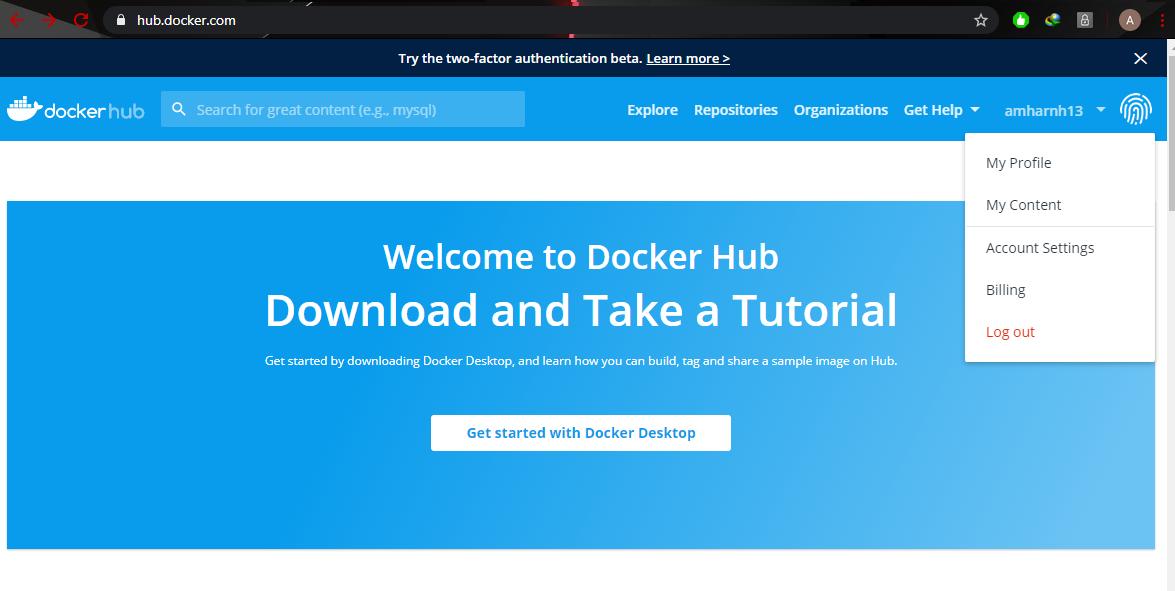 hub.docker.com
A
Try the two-factor authentication beta. Learn more >
docker hub
Search for great content (e.g., mysql)
Explore Repositories Organizations Get Help amharnh13
My Profile
My Content
Account Settings
Billing
Log out
Welcome to Docker Hub
Download and Take a Tutorial
Get started by downloading Docker Desktop, and learn how you can build, tag and share a sample image on Hub.
Get started with Docker Desktop